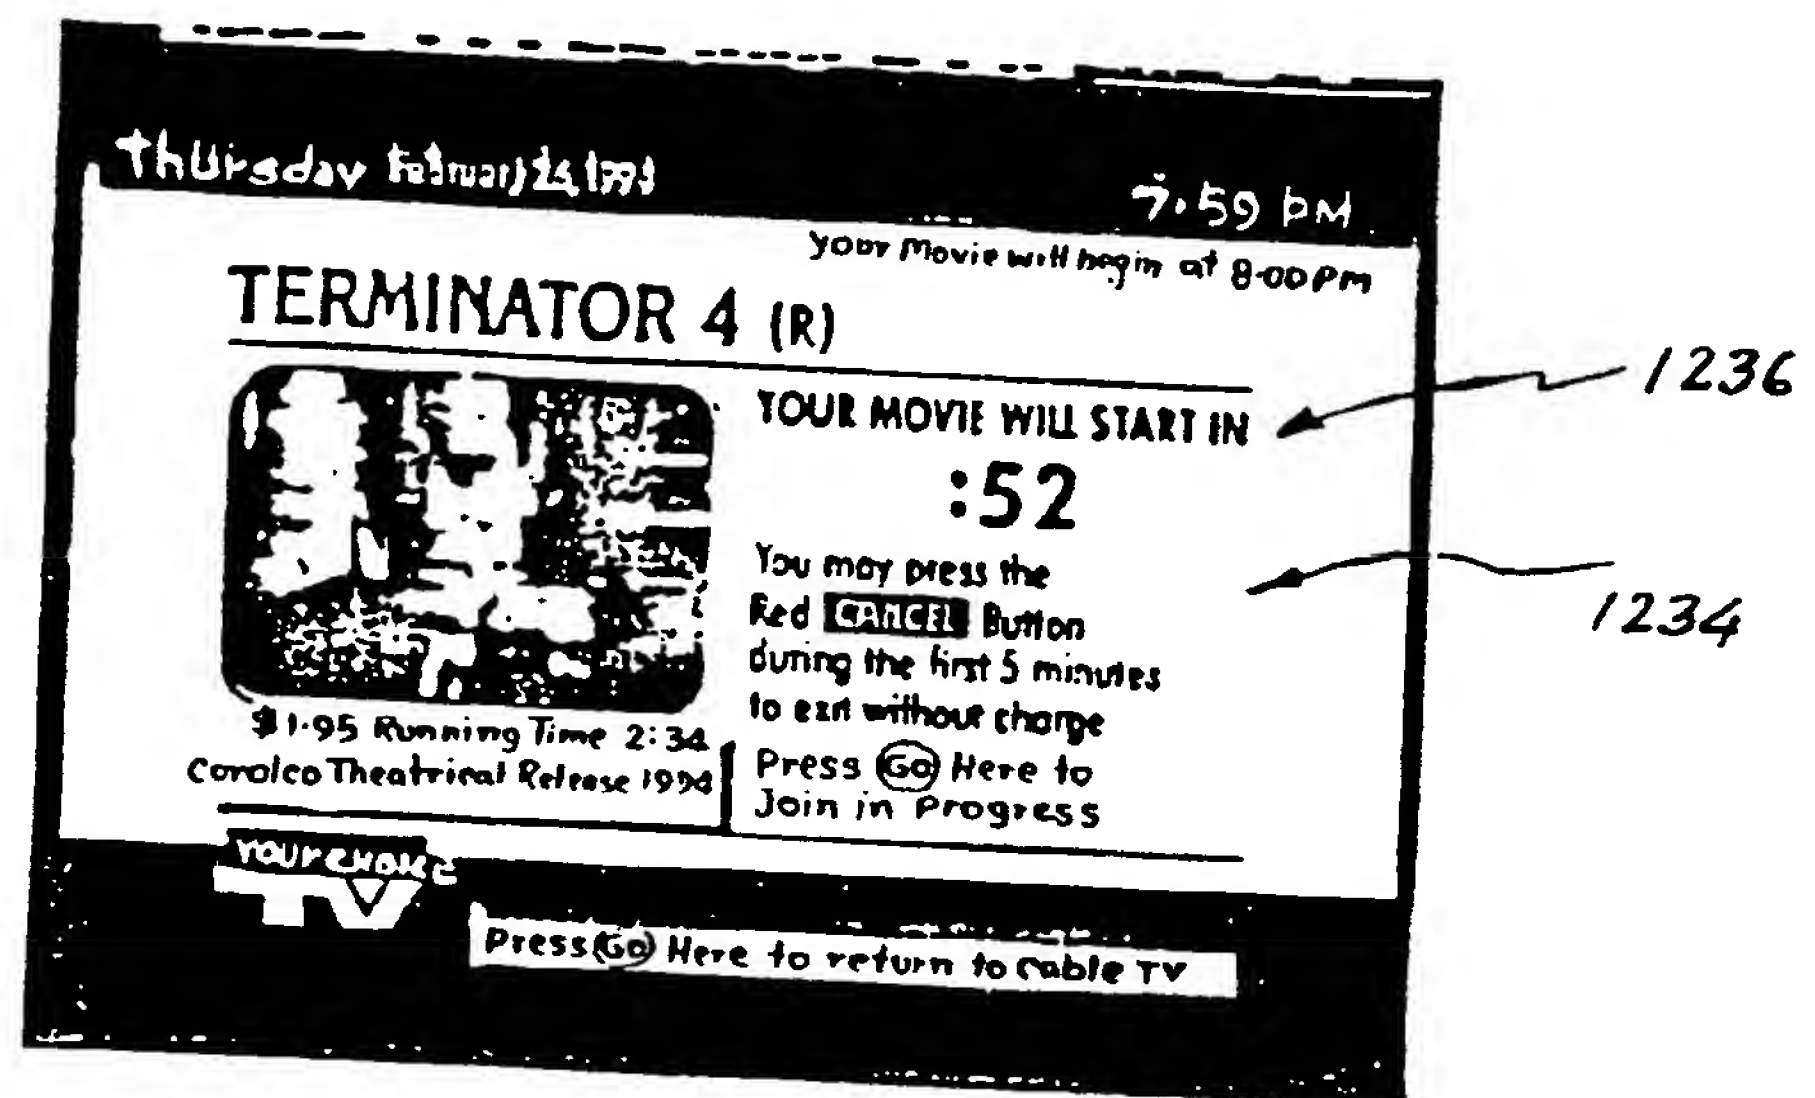 Thursday February
7:59 PM
Your Movie will begin at 8:00 Pm
TERMINATOR 4 (R)
YOUR MOVIE WILL START IN
:52
You may press the
Red CANCEL Button
during the first 5 minutes
to exit without charge
$1.95 Running Time 2:34
Carolco Theatrical Release 1994
Press Go Here to
Join in Progress
YOUR CHOICE
TV
Press Go Here to return to cable TV
1236
1234